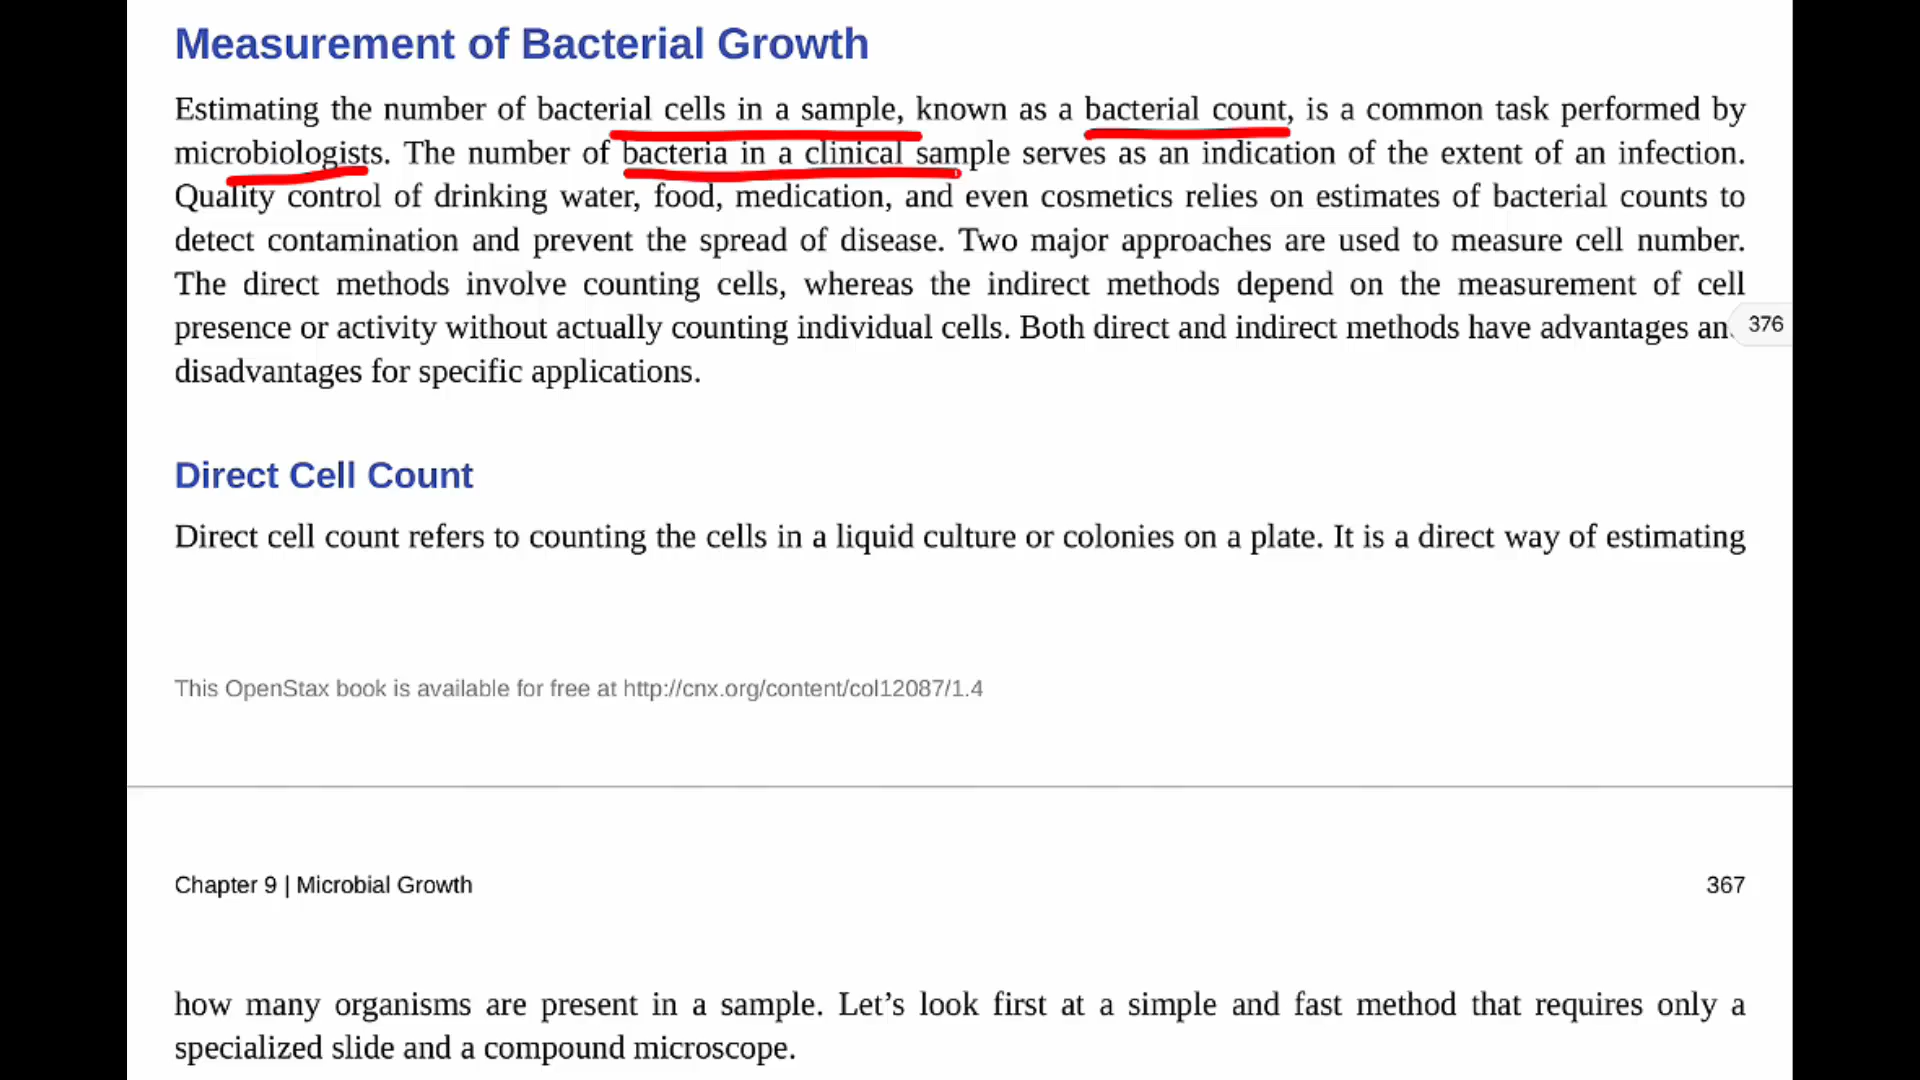 Measurement of Bacterial Growth
Estimating the number of bacterial cells in a sample, known as a bacterial count, is a common task performed by
microbiologists. The number of bacteria in a clinical sample serves as an indication of the extent of an infection.
Quality control of drinking water, food, medication, and even cosmetics relies on estimates of bacterial counts to
detect contamination and prevent the spread of disease. Two major approaches are used to measure cell number.
The direct methods involve counting cells, whereas the indirect methods depend on the measurement of cell
presence or activity without actually counting individual cells. Both direct and indirect methods have advantages an
376
disadvantages for specific applications.
Direct Cell Count
Direct cell count refers to counting the cells in a liquid culture or colonies on a plate. It is a direct way of estimating
This OpenStax book is available for free at http://cnx.org/content/col12087/1.4
Chapter 9 | Microbial Growth 367
how many organisms are present in a sample. Let’s look first at a simple and fast method that requires only a
specialized slide and a compound microscope.